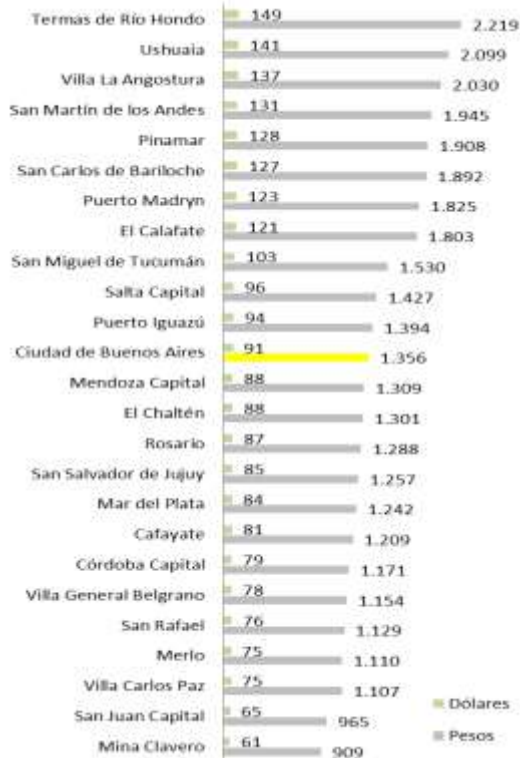 Termas de Río Hondo 149 2.219
Ushuaia 141 2.099
Villa La Angostura 137 2.030
San Martín de los Andes 131 1.945
Pinamar 128 1.908
San Carlos de Bariloche 127 1.892
Puerto Madryn 123 1.825
El Calafate 121 1.803
San Miguel de Tucumán 103 1.530
Salta Capital 96 1.427
Puerto Iguazú 94 1.394
Ciudad de Buenos Aires 91 1.356
Mendoza Capital 88 1.309
El Chaltén 88 1.301
Rosario 87 1.288
San Salvador de Jujuy 85 1.257
Mar del Plata 84 1.242
Cafayate 81 1.209
Córdoba Capital 79 1.171
Villa General Belgrano 78 1.154
San Rafael 76 1.129
Merlo 75 1.110
Villa Carlos Paz 75 1.107
San Juan Capital 65 965
Mina Clavero 61 909
Dólares
Pesos